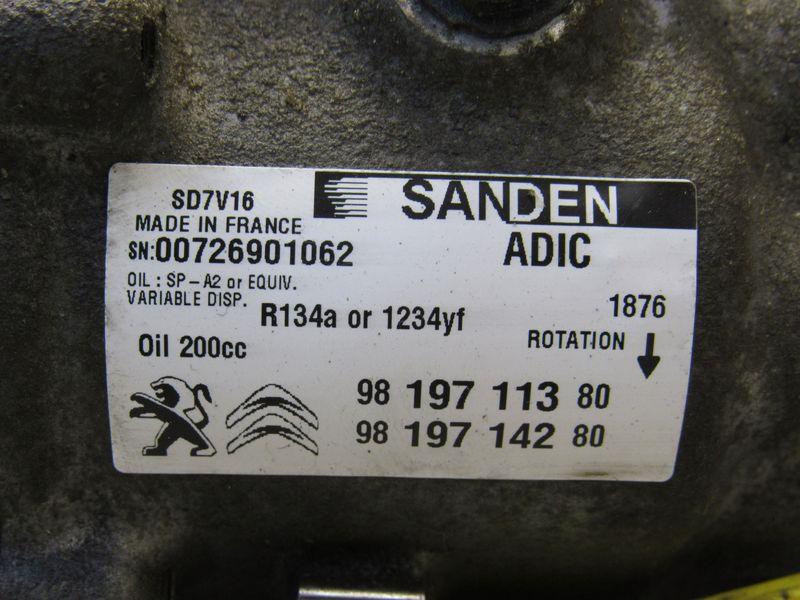 SD7V16
SANDEN
MADE IN FRANCE
SN:00726901062
ADIC
OIL : SP-A2 or EQUIV.
VARIABLE DISP.
R134a or 1234yf
1876
Oil 200cc
ROTATION
98 197 113 80
98 197 142 80